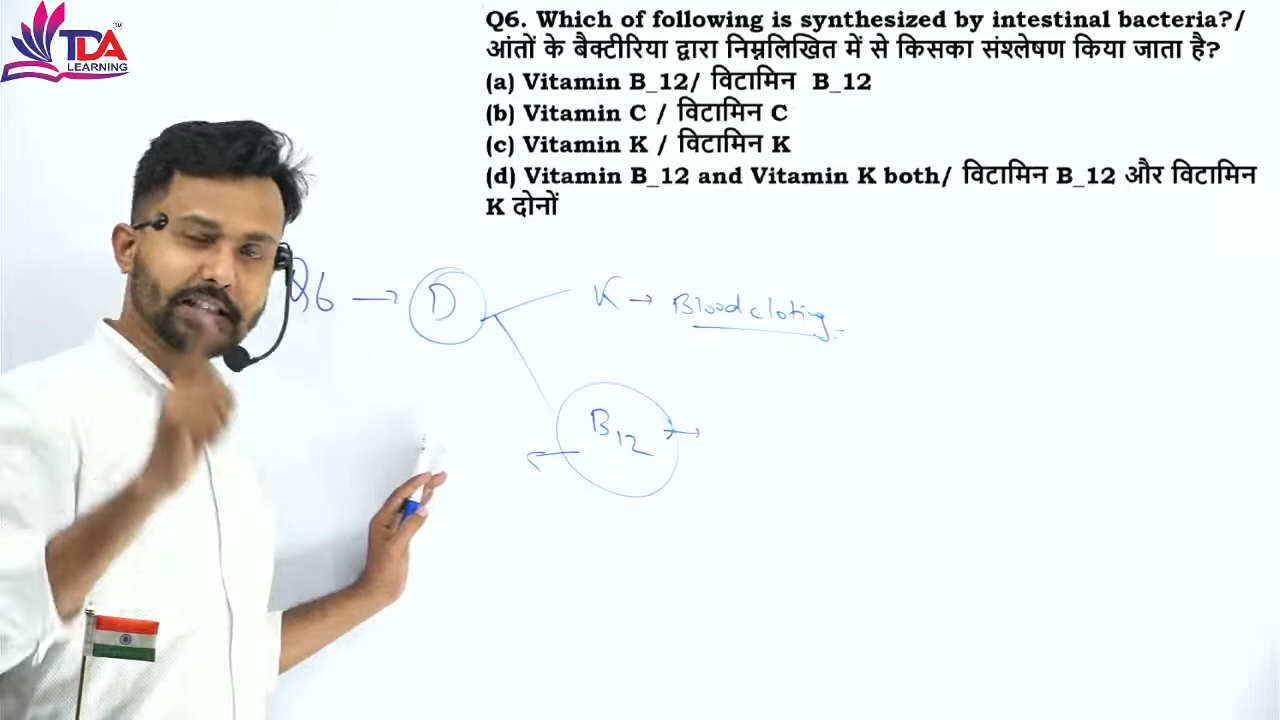 TDA
LEARNING
Q6. Which of following is synthesized by intestinal bacteria?/
आंतों के बैक्टीरिया द्वारा निम्नलिखित में से किसका संश्लेषण किया जाता है?
(a) Vitamin B_12/ विटामिन B_12
(b) Vitamin C / विटामिन C
(c) Vitamin K / विटामिन K
(d) Vitamin B_12 and Vitamin K both/ विटामिन B_12 और विटामिन
K दोनों
Q6 → D K → Blood cloting
B12